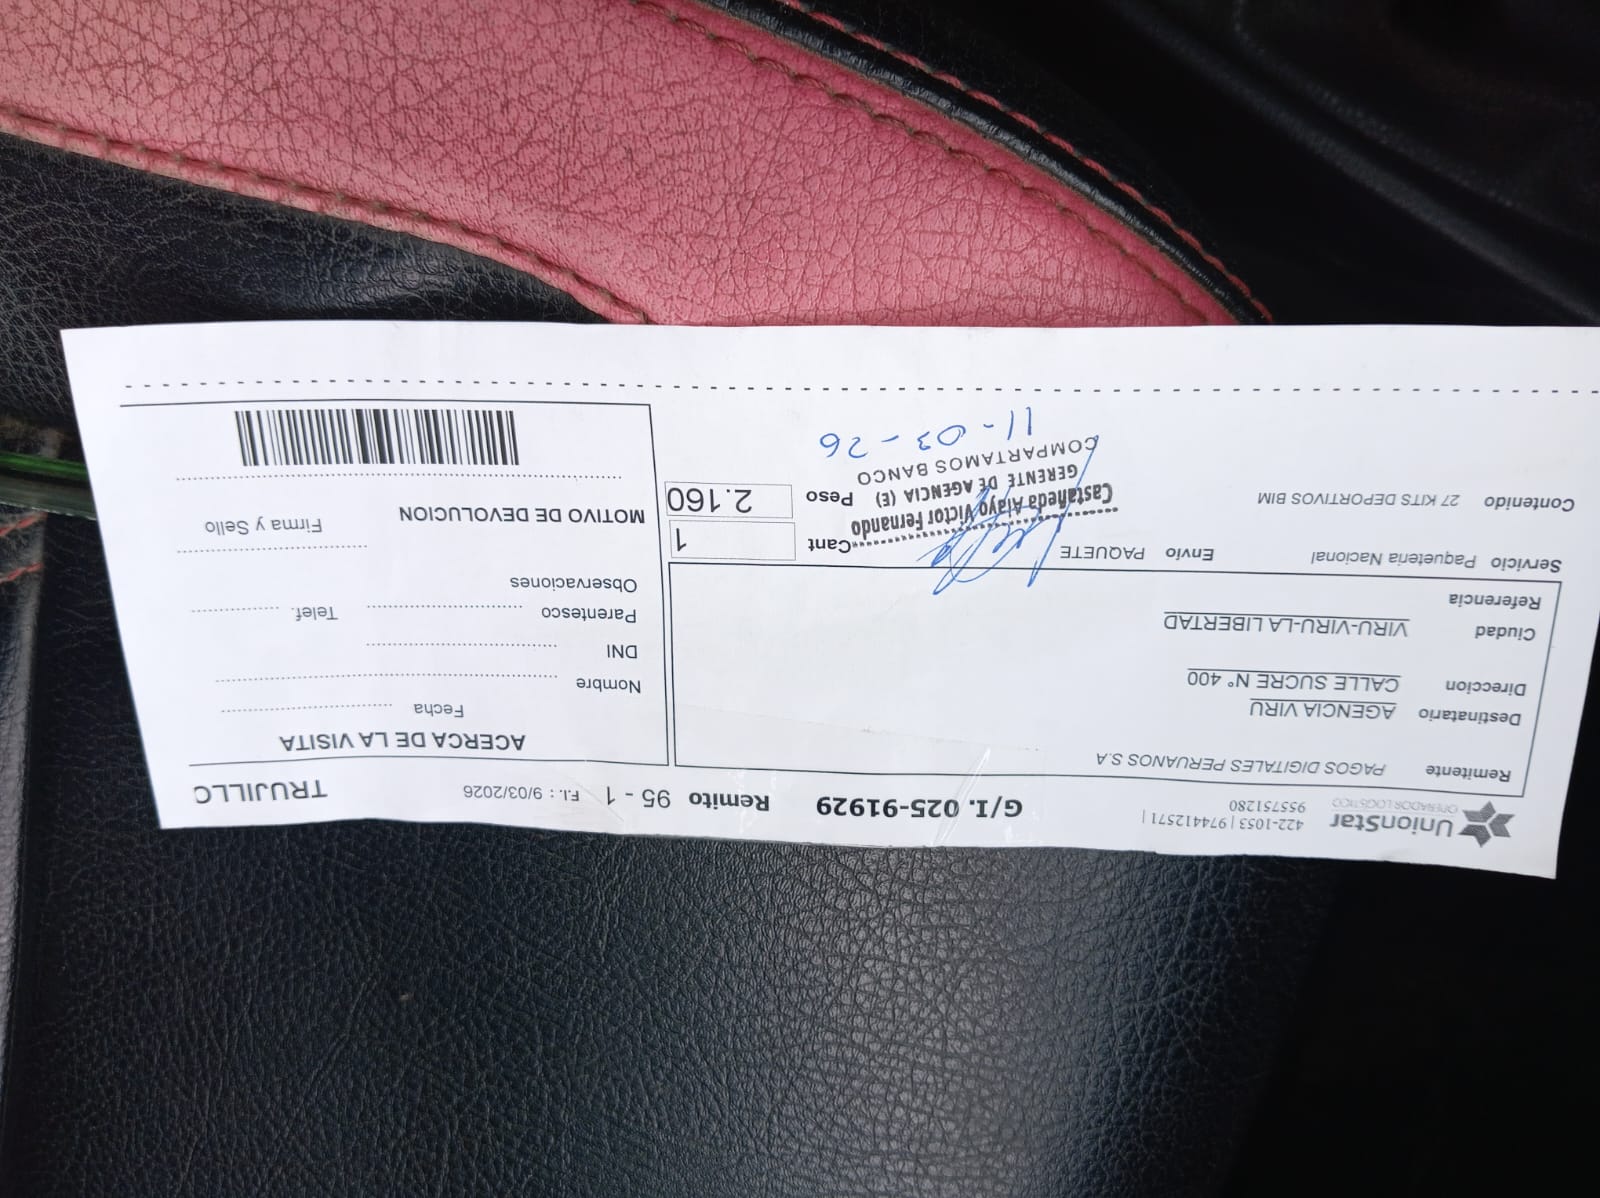 UnionStar
OPERADOR LOGISTICO
422-1053 | 974412571 |
955751280
G/I. 025-91929
Remito 95 - 1
F.I. : 9/03/2026
TRUJILLO
Remitente PAGOS DIGITALES PERUANOS S.A
Destinatario AGENCIA VIRU
Direccion CALLE SUCRE N° 400
Ciudad VIRU-VIRU-LA LIBERTAD
Referencia
Servicio Paqueteria Nacional Envio PAQUETE Cant 1
Contenido 27 KITS DEPORTIVOS BIM Peso 2.160
Castañeda Alayo Victor Fernando
GERENTE DE AGENCIA (E)
COMPARTAMOS BANCO
11-03-26
ACERCA DE LA VISITA
Fecha
Nombre
DNI
Parentesco Telef.
Observaciones
Firma y Sello
MOTIVO DE DEVOLUCION